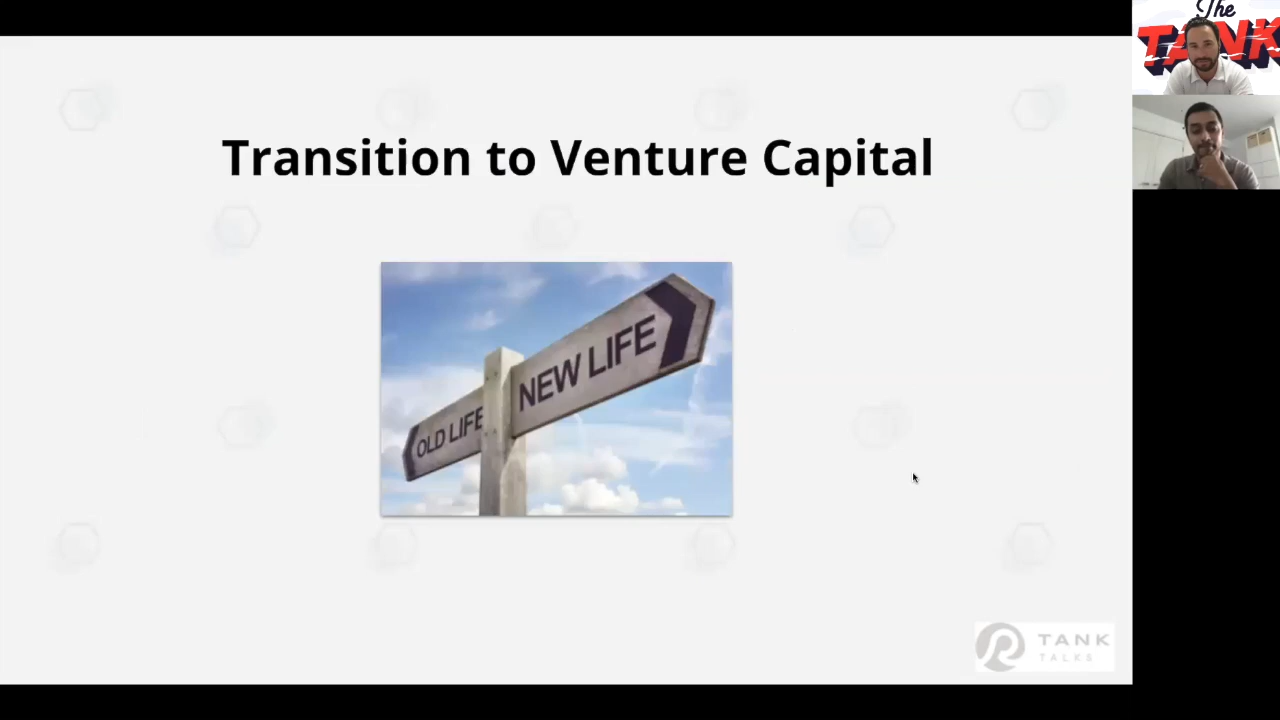 Transition to Venture Capital
OLD LIFE
NEW LIFE
TANK
TALKS
The
TANK